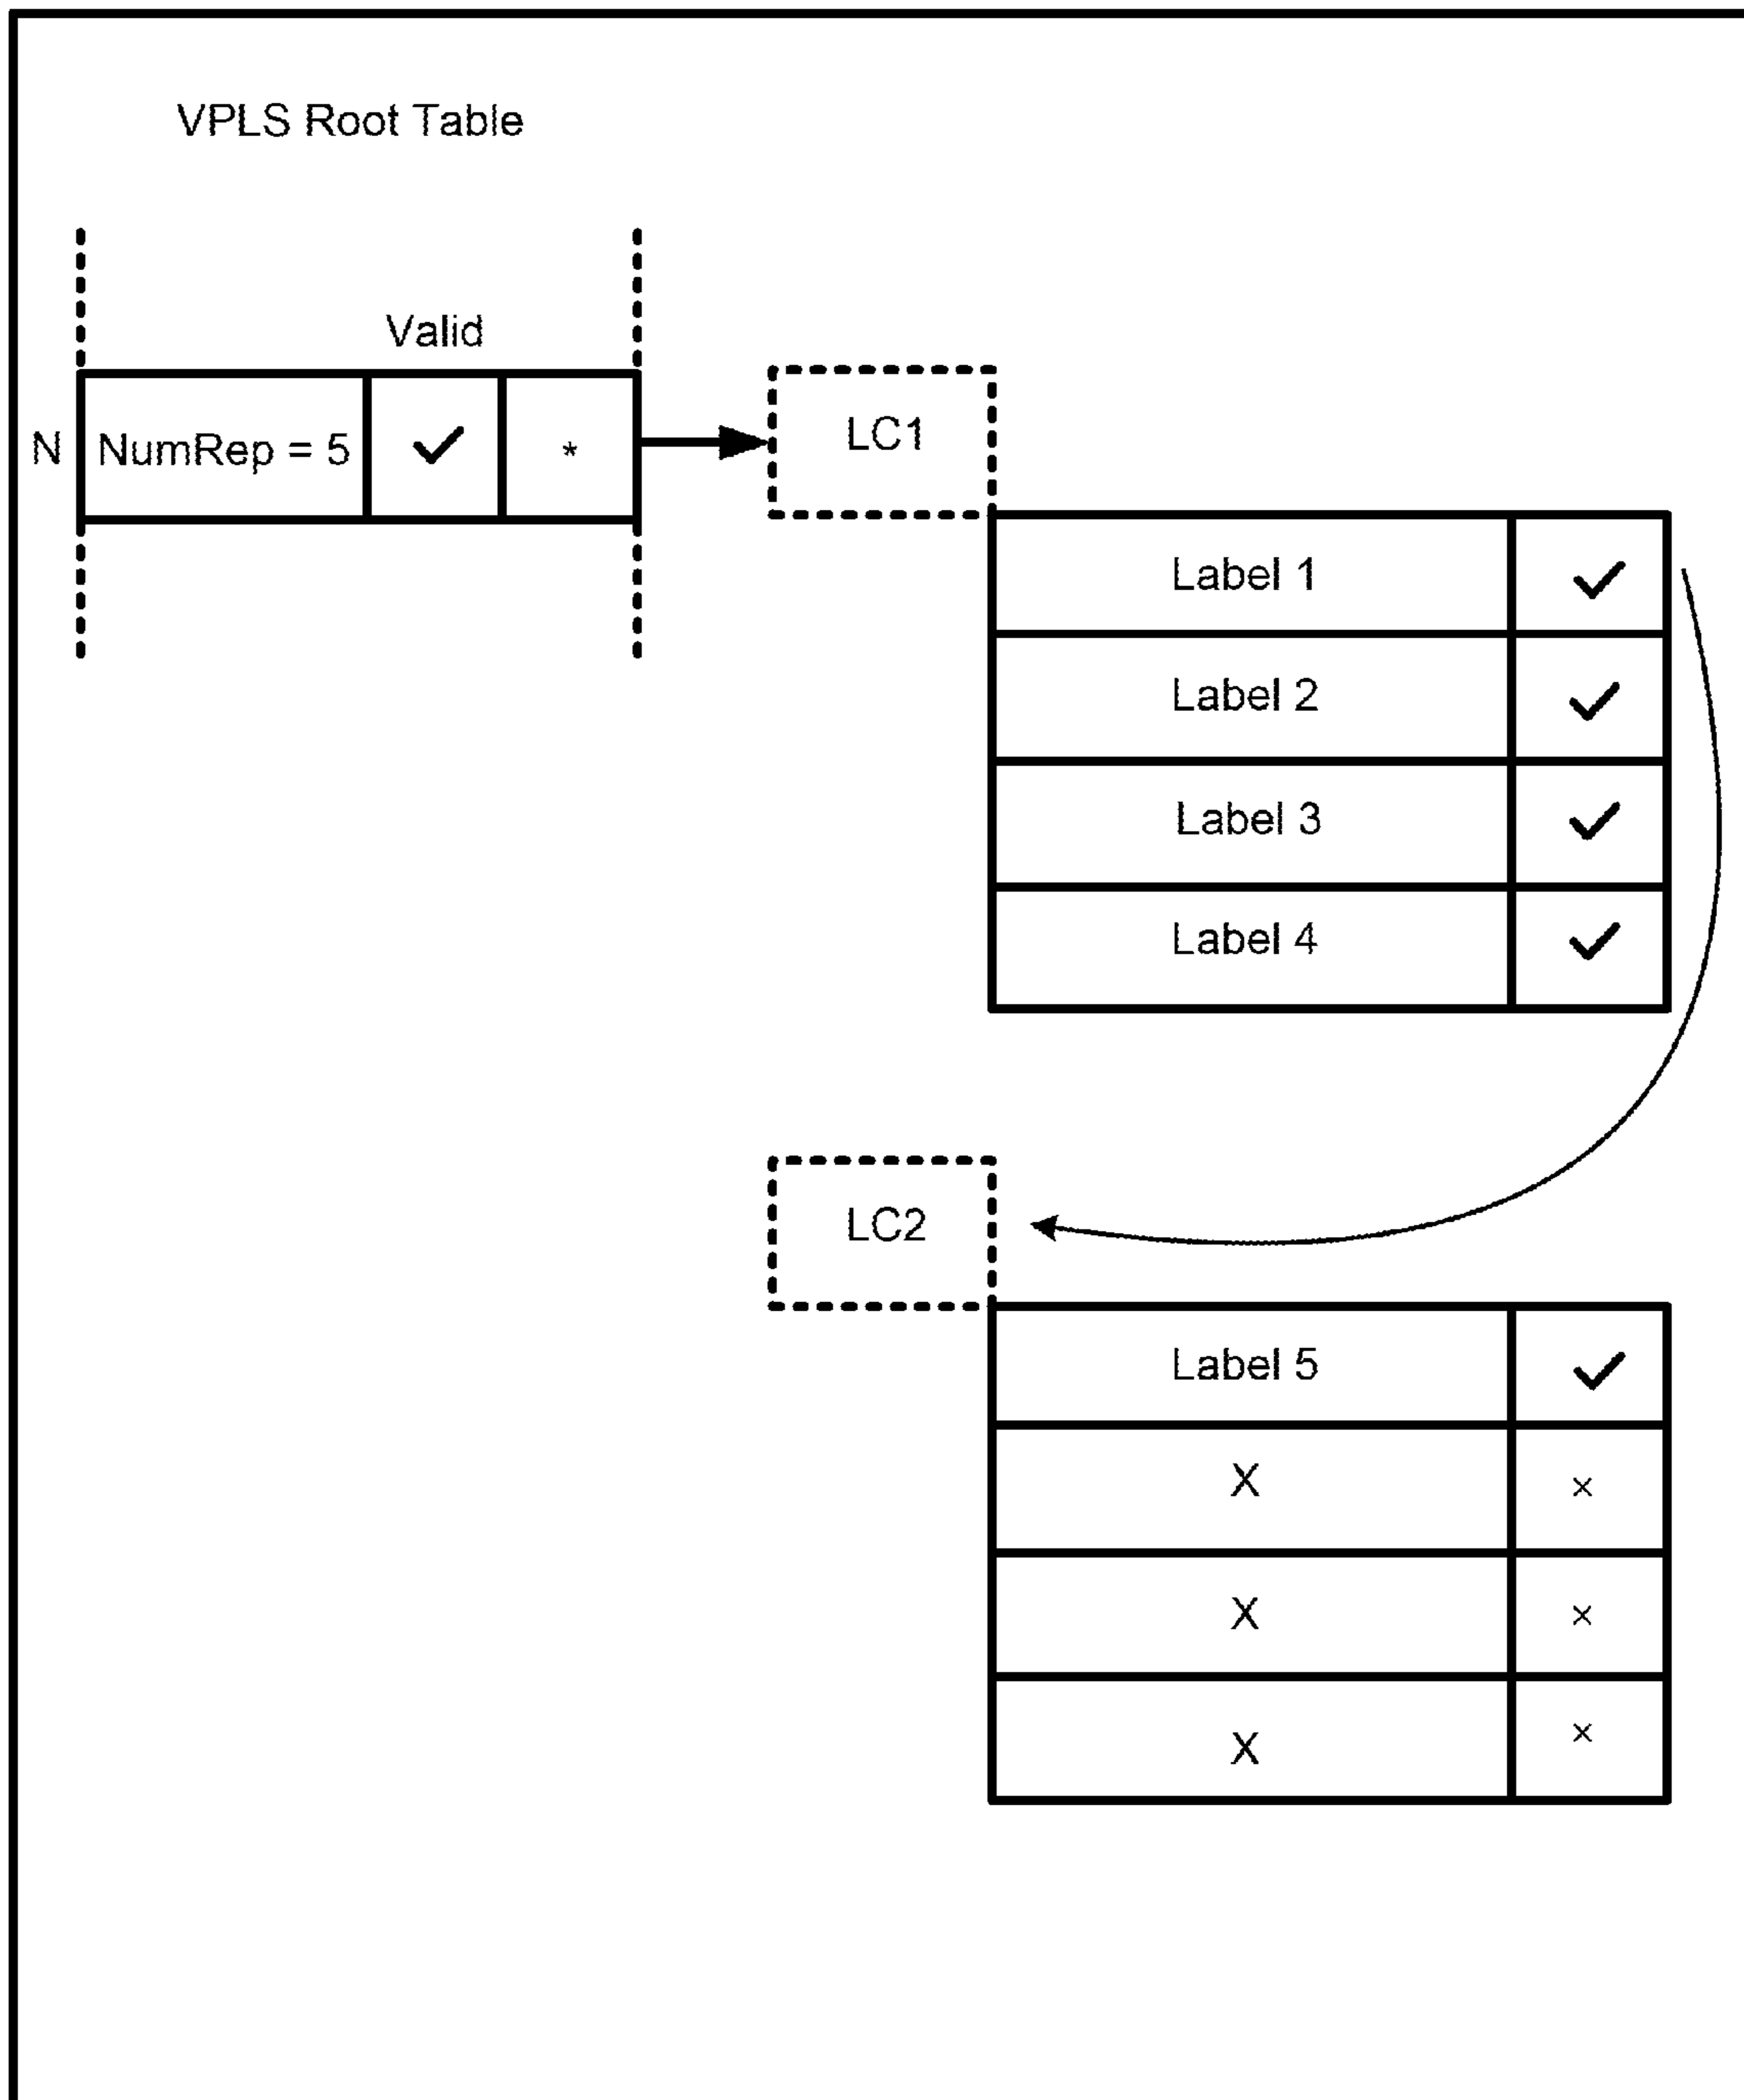 VPLS Root Table
Valid
N NumRep = 5 ✓ *
LC1
Label 1 ✓
Label 2 ✓
Label 3 ✓
Label 4 ✓
LC2
Label 5 ✓
X ×
X ×
X ×